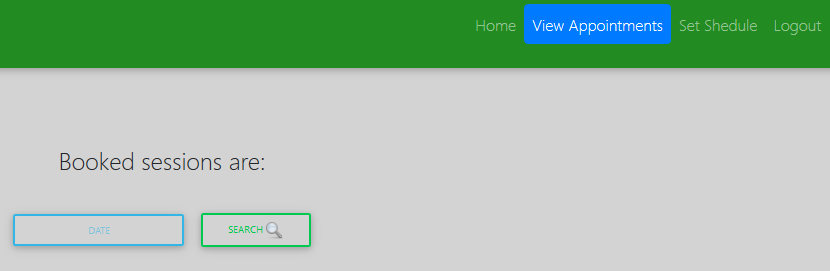 Home View Appointments Set Shedule Logout
Booked sessions are:
DATE SEARCH